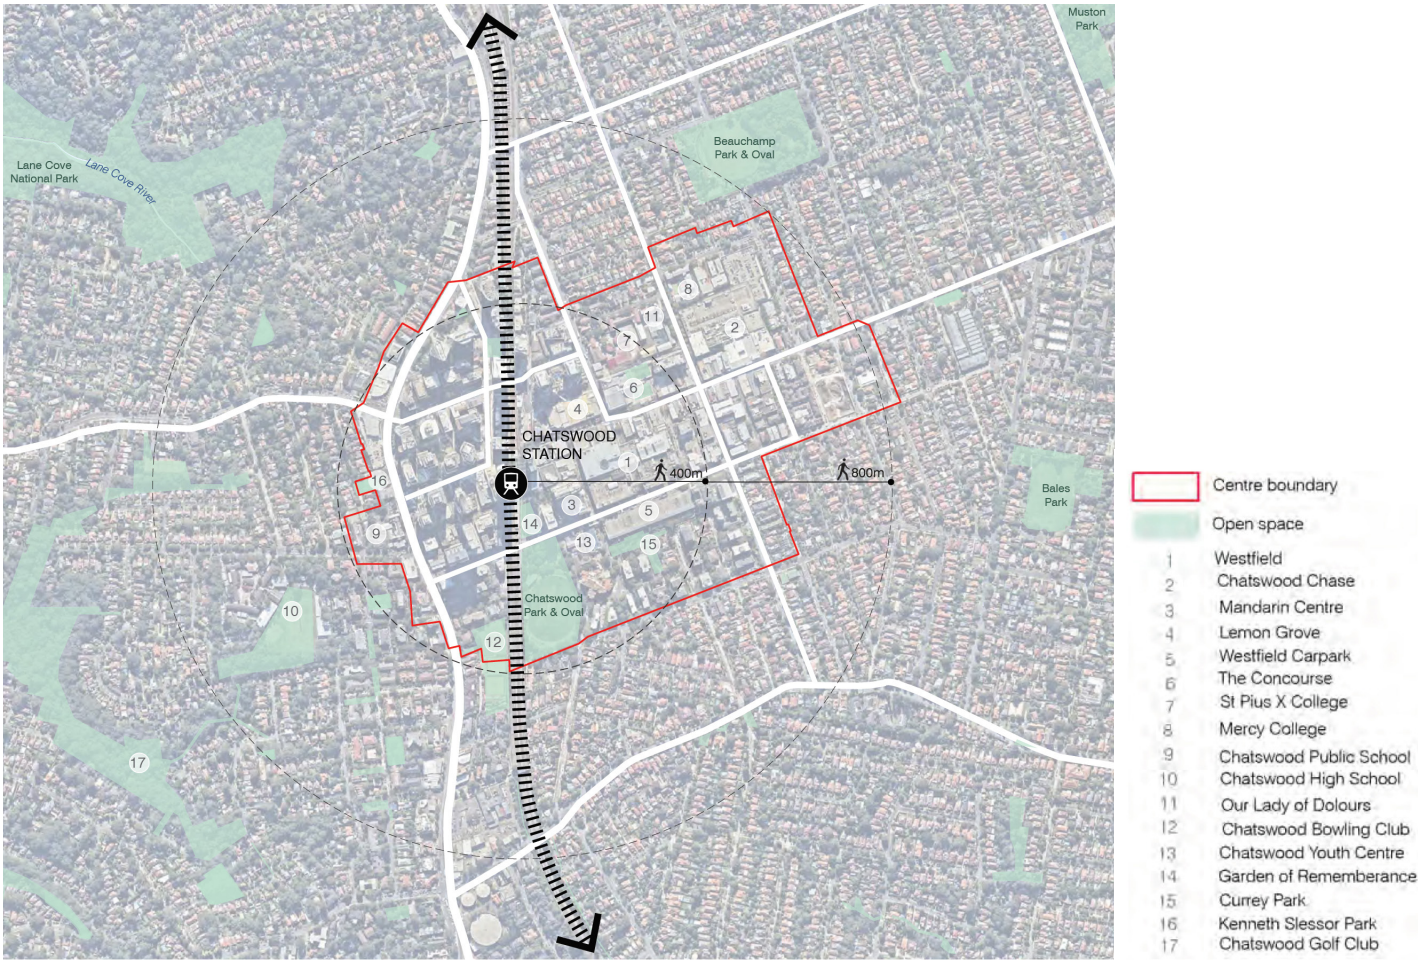 Muston
Park
Beauchamp
Park & Oval
Lane Cove
National Park
Lane Cove River
8
11
2
7
6
4
CHATSWOOD
STATION
1
400m
800m
16
3
5
14
9
13
15
Bales
Park
Chatswood
Park & Oval
10
12
17
Centre boundary
Open space
1 Westfield
2 Chatswood Chase
3 Mandarin Centre
4 Lemon Grove
5 Westfield Carpark
6 The Concourse
7 St Pius X College
8 Mercy College
9 Chatswood Public School
10 Chatswood High School
11 Our Lady of Dolours
12 Chatswood Bowling Club
13 Chatswood Youth Centre
14 Garden of Rememberance
15 Currey Park
16 Kenneth Slessor Park
17 Chatswood Golf Club